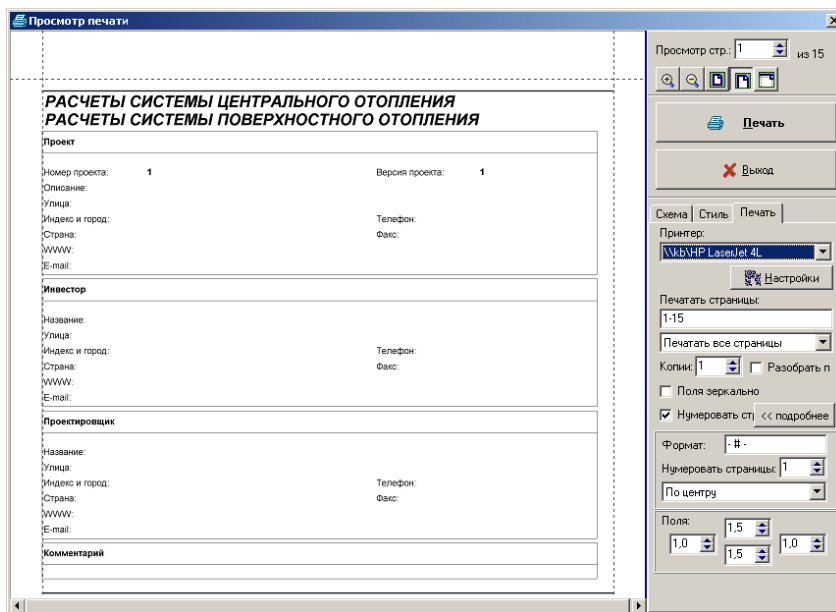 Просмотр печати
РАСЧЕТЫ СИСТЕМЫ ЦЕНТРАЛЬНОГО ОТОПЛЕНИЯ
РАСЧЕТЫ СИСТЕМЫ ПОВЕРХНОСТНОГО ОТОПЛЕНИЯ
Проект
Номер проекта: 1 Версия проекта: 1
Описание:
Улица:
Индекс и город: Телефон:
Страна: Факс:
WWW:
E-mail:
Инвестор
Название:
Улица:
Индекс и город: Телефон:
Страна: Факс:
WWW:
E-mail:
Проектировщик
Название:
Улица:
Индекс и город: Телефон:
Страна: Факс:
WWW:
E-mail:
Комментарий
Просмотр стр.: 1 из 15
Печать
Выход
Схема Стиль Печать
Принтер:
\\kb\HP LaserJet 4L
Настройки
Печатать страницы:
1-15
Печатать все страницы
Копии: 1 Разобрать п
Поля зеркально
Нумеровать стр << подробнее
Формат: - # -
Нумеровать страницы: 1
По центру
Поля:
1,5
1,0 1,0
1,5